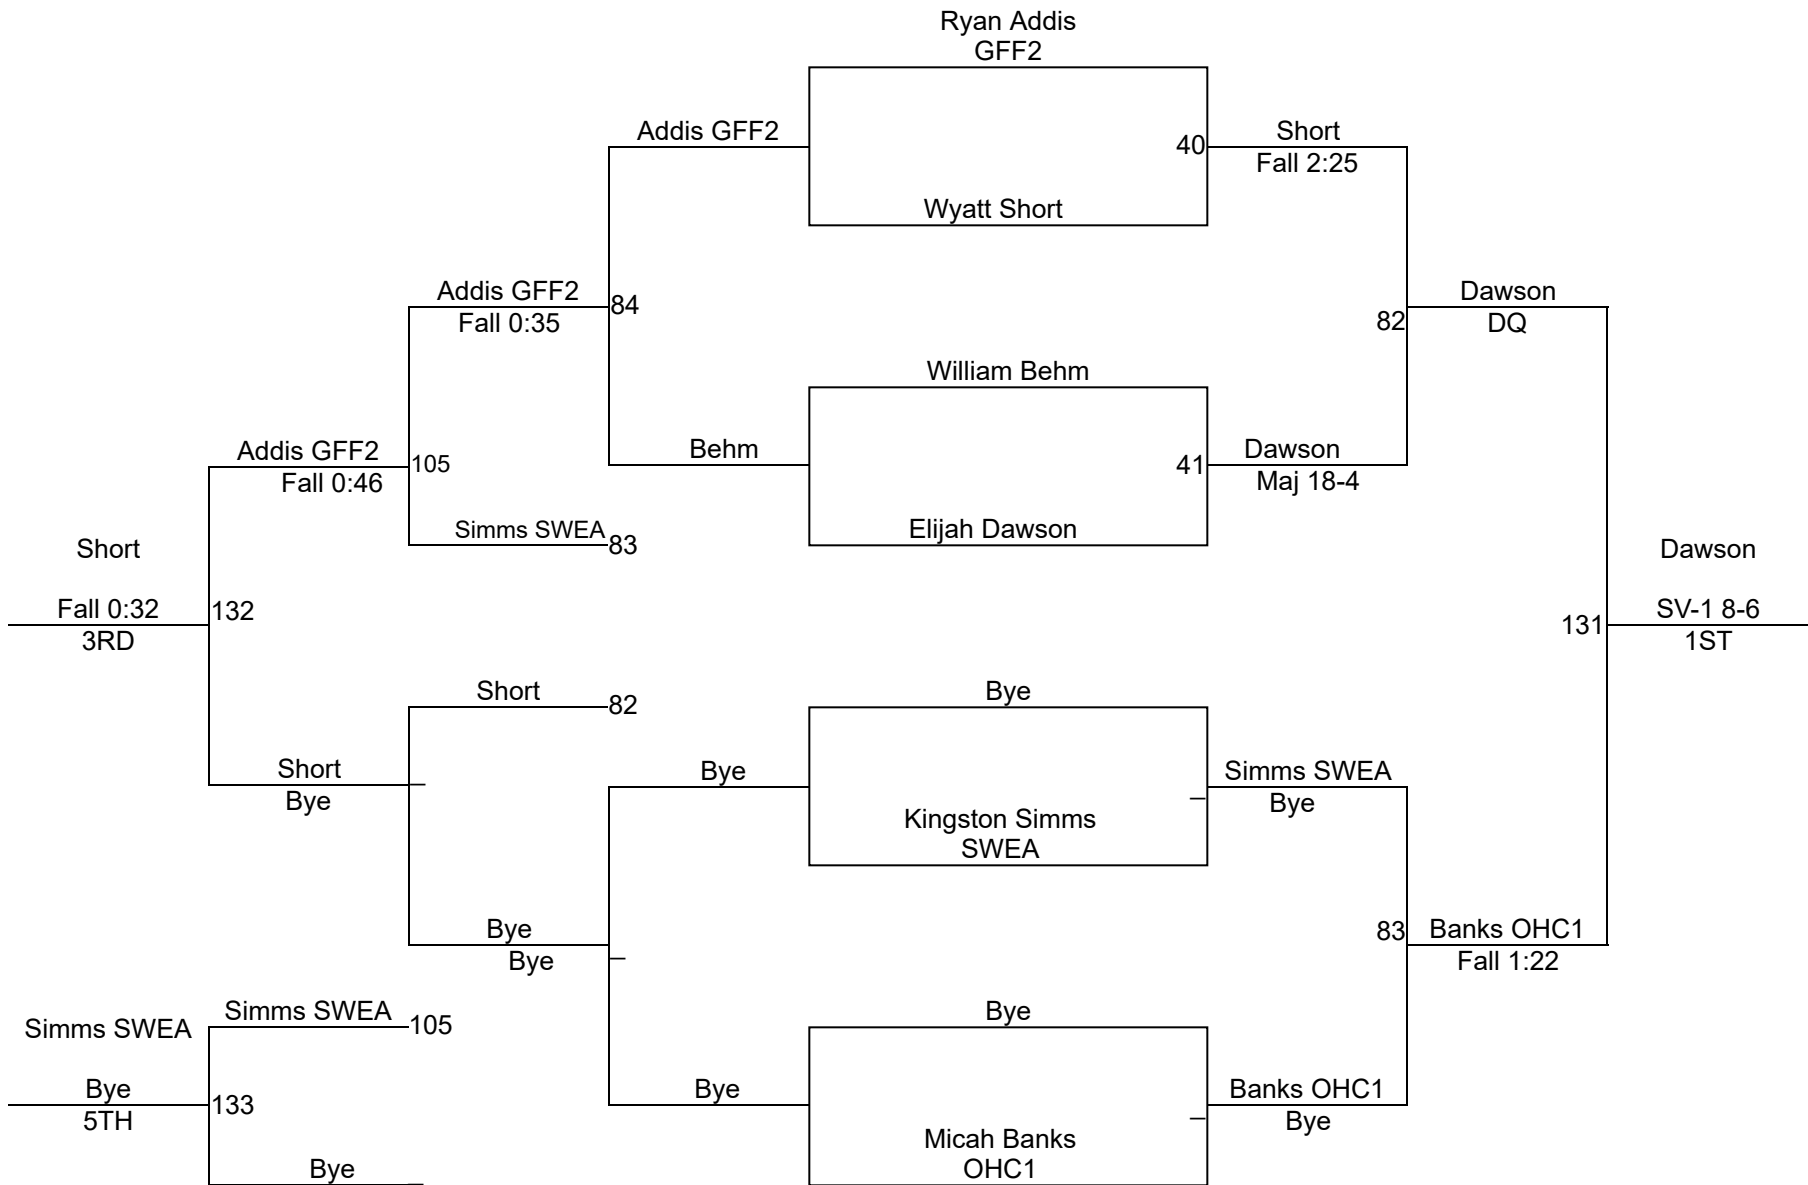 Ryan Addis
GFF2
Addis GFF2
40
Short
Fall 2:25
Wyatt Short
Addis GFF2
Fall 0:35
84
82
Dawson
DQ
William Behm
Addis GFF2
Fall 0:46
105
Behm
41
Dawson
Maj 18-4
Simms SWEA
83
Elijah Dawson
Short
Fall 0:32
3RD
132
131
Dawson
SV-1 8-6
1ST
Short
82
Bye
Short
Bye
Bye
Simms SWEA
Bye
Kingston Simms
SWEA
Bye
Bye
83
Banks OHC1
Fall 1:22
Simms SWEA
Simms SWEA
105
Bye
Bye
5TH
133
Bye
Banks OHC1
Bye
Micah Banks
OHC1
Bye